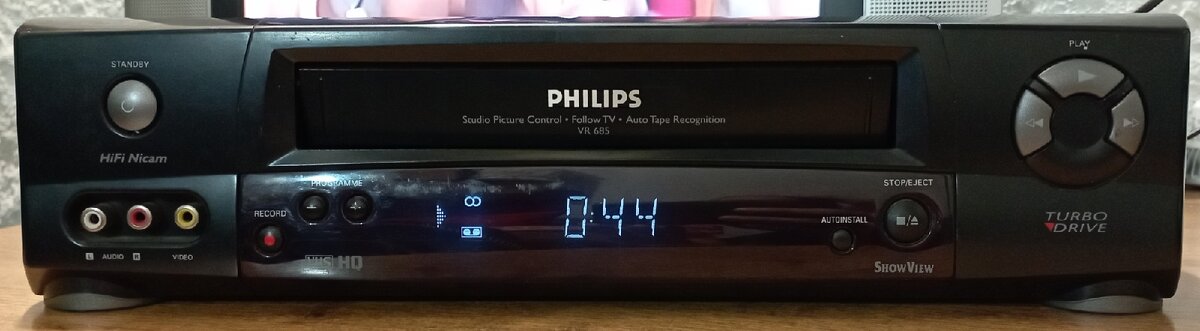 STANDBY
HiFi Nicam
L AUDIO R VIDEO
PHILIPS
Studio Picture Control • Follow TV • Auto Tape Recognition
VR 685
PROGRAMME
RECORD
VHS HQ
0:44
STOP/EJECT
AUTOINSTALL
SHOWVIEW
PLAY
TURBO
DRIVE